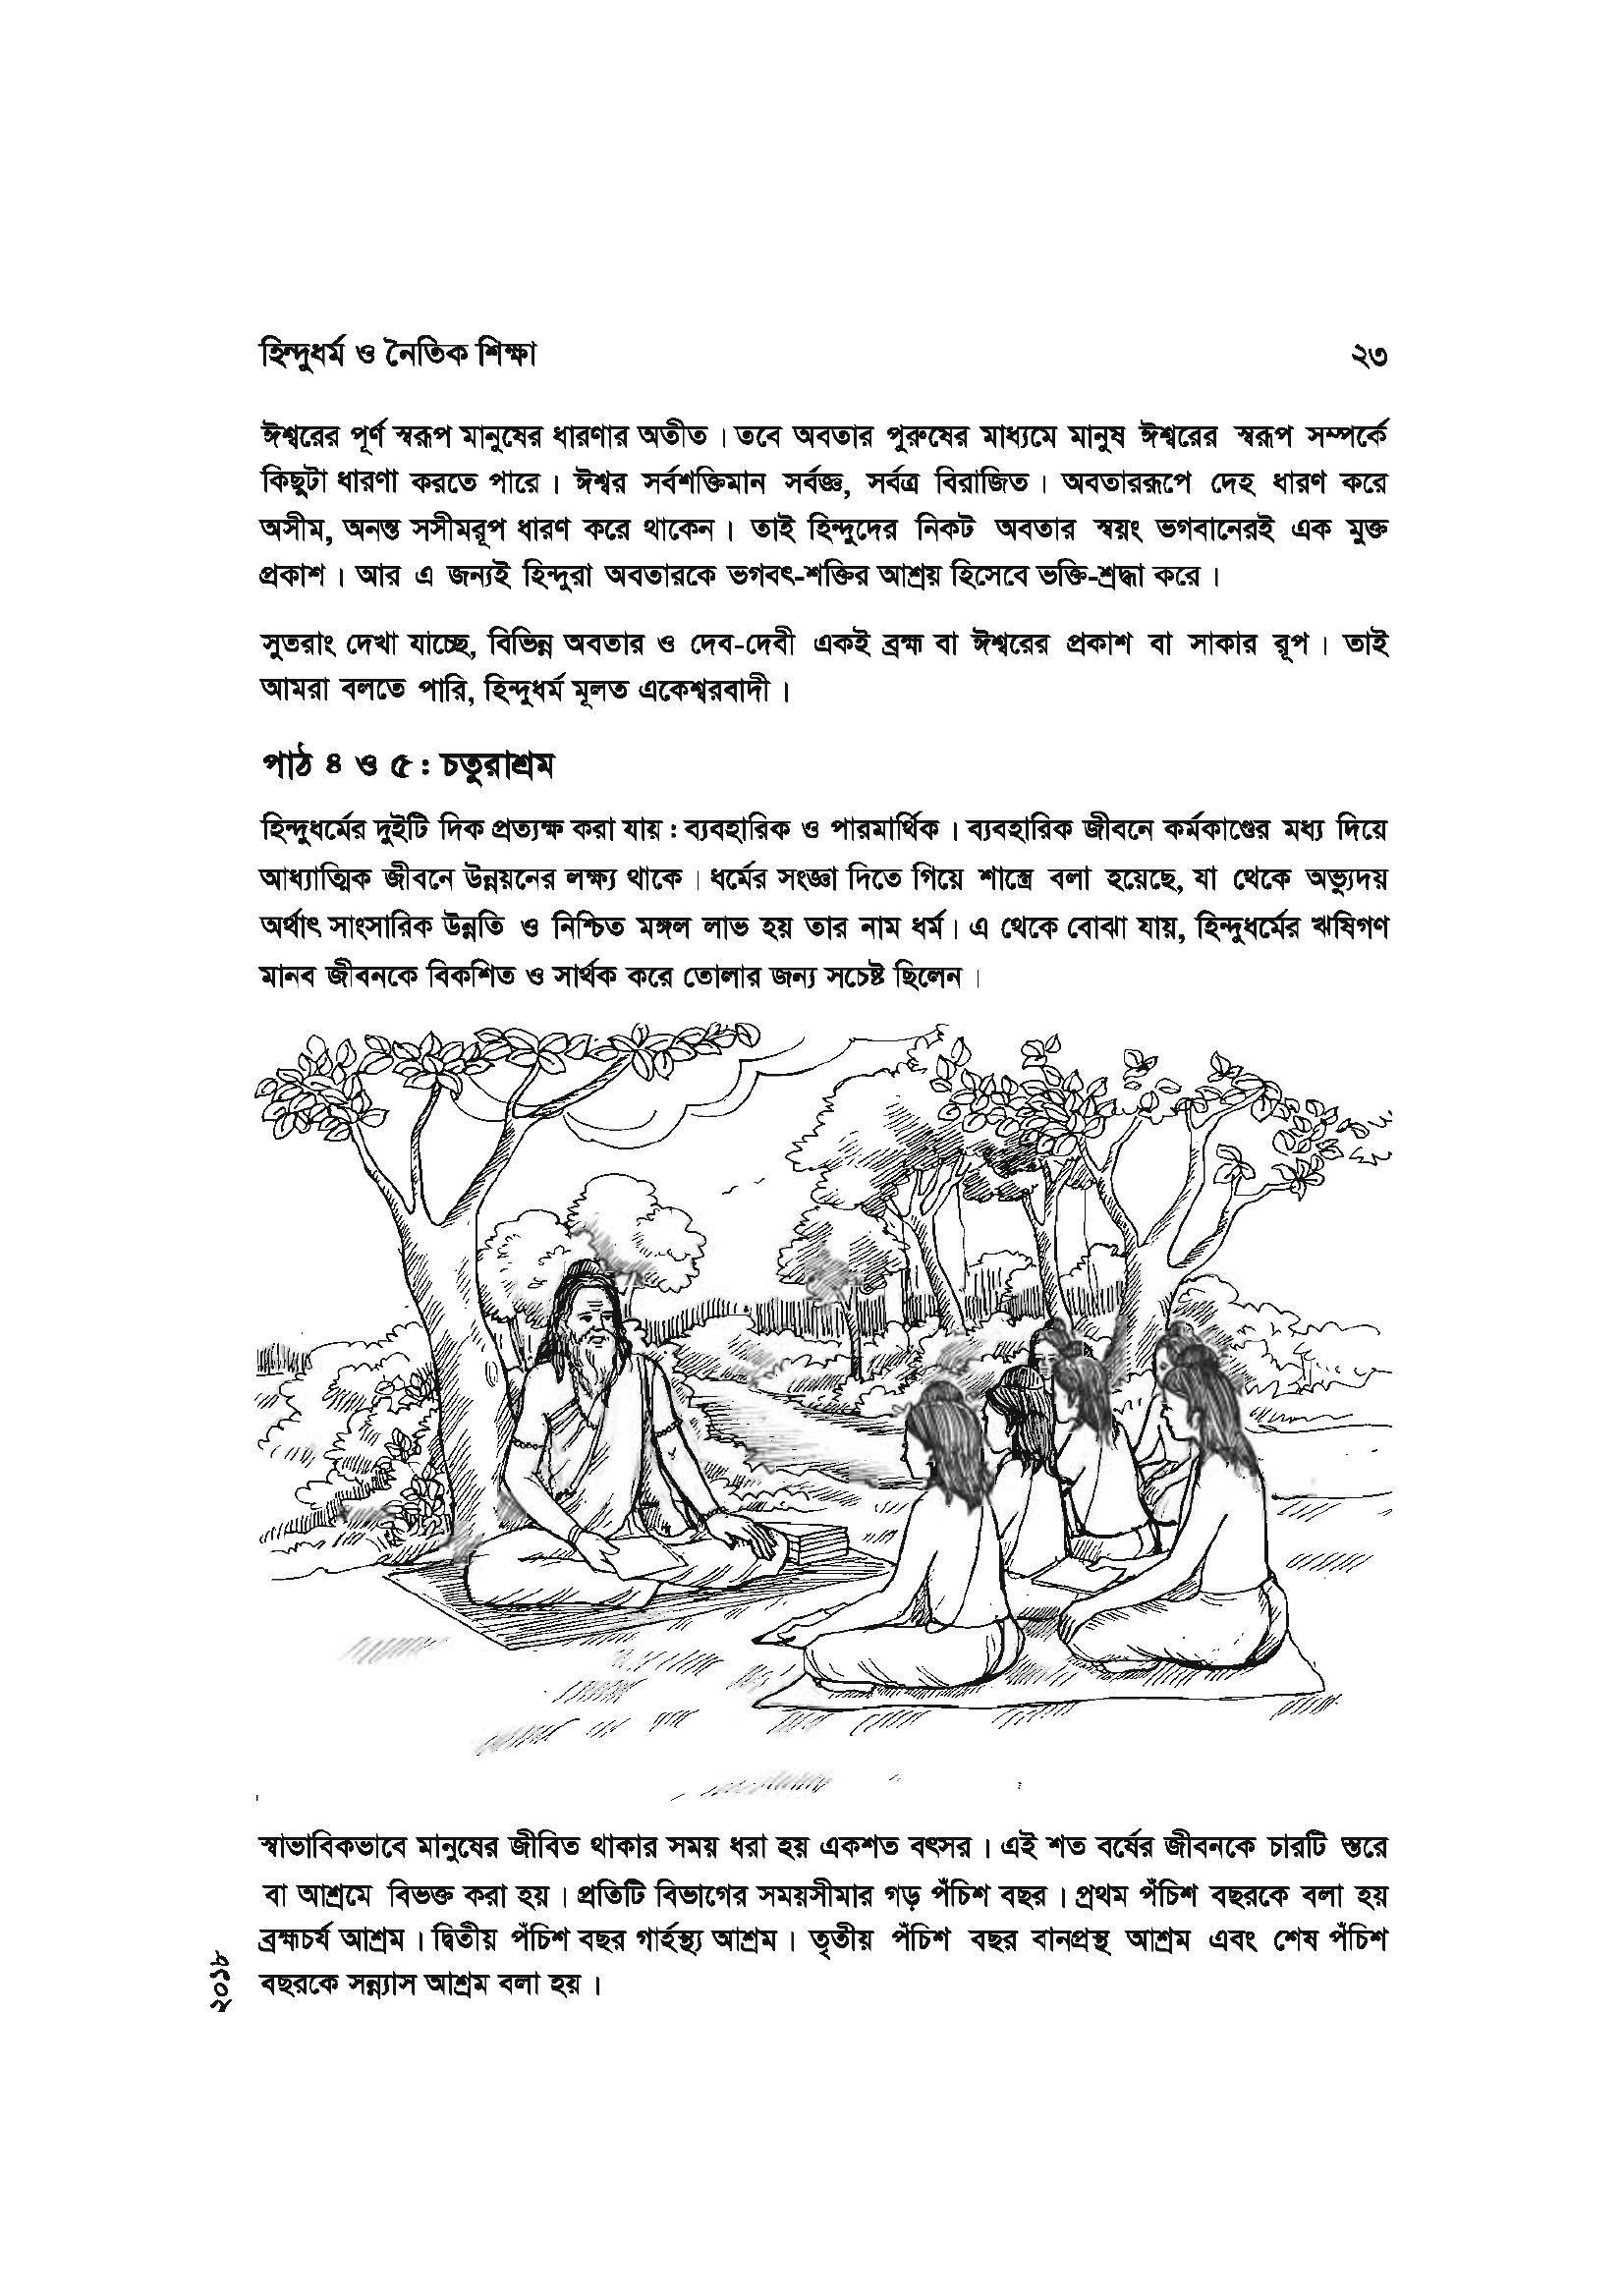 হিন্দুধর্ম ও নৈতিক শিক্ষা ২৩
ঈশ্বরের পূর্ণ স্বরূপ মানুষের ধারণার অতীত। তবে অবতার পুরুষের মাধ্যমে মানুষ ঈশ্বরের স্বরূপ সম্পর্কে
কিছুটা ধারণা করতে পারে। ঈশ্বর সর্বশক্তিমান সর্বজ্ঞ, সর্বত্র বিরাজিত। অবতাররূপে দেহ ধারণ করে
অসীম, অনন্ত সসীমরূপ ধারণ করে থাকেন। তাই হিন্দুদের নিকট অবতার স্বয়ং ভগবানেরই এক মুক্ত
প্রকাশ। আর এ জন্যই হিন্দুরা অবতারকে ভগবৎ-শক্তির আশ্রয় হিসেবে ভক্তি-শ্রদ্ধা করে।
সুতরাং দেখা যাচ্ছে, বিভিন্ন অবতার ও দেব-দেবী একই ব্রহ্ম বা ঈশ্বরের প্রকাশ বা সাকার রূপ। তাই
আমরা বলতে পারি, হিন্দুধর্ম মূলত একেশ্বরবাদী।
পাঠ ৪ ও ৫ : চতুরাশ্রম
হিন্দুধর্মের দুইটি দিক প্রত্যক্ষ করা যায় : ব্যবহারিক ও পারমার্থিক। ব্যবহারিক জীবনে কর্মকাণ্ডের মধ্য দিয়ে
আধ্যাত্মিক জীবনে উন্নয়নের লক্ষ্য থাকে। ধর্মের সংজ্ঞা দিতে গিয়ে শাস্ত্রে বলা হয়েছে, যা থেকে অভ্যুদয়
অর্থাৎ সাংসারিক উন্নতি ও নিশ্চিত মঙ্গল লাভ হয় তার নাম ধর্ম। এ থেকে বোঝা যায়, হিন্দুধর্মের ঋষিগণ
মানব জীবনকে বিকশিত ও সার্থক করে তোলার জন্য সচেষ্ট ছিলেন।
স্বাভাবিকভাবে মানুষের জীবিত থাকার সময় ধরা হয় একশত বৎসর। এই শত বর্ষের জীবনকে চারটি স্তরে
বা আশ্রমে বিভক্ত করা হয়। প্রতিটি বিভাগের সময়সীমার গড় পঁচিশ বছর। প্রথম পঁচিশ বছরকে বলা হয়
ব্রহ্মচর্য আশ্রম। দ্বিতীয় পঁচিশ বছর গার্হস্থ্য আশ্রম। তৃতীয় পঁচিশ বছর বানপ্রস্থ আশ্রম এবং শেষ পঁচিশ
বছরকে সন্ন্যাস আশ্রম বলা হয়।
২০১৮